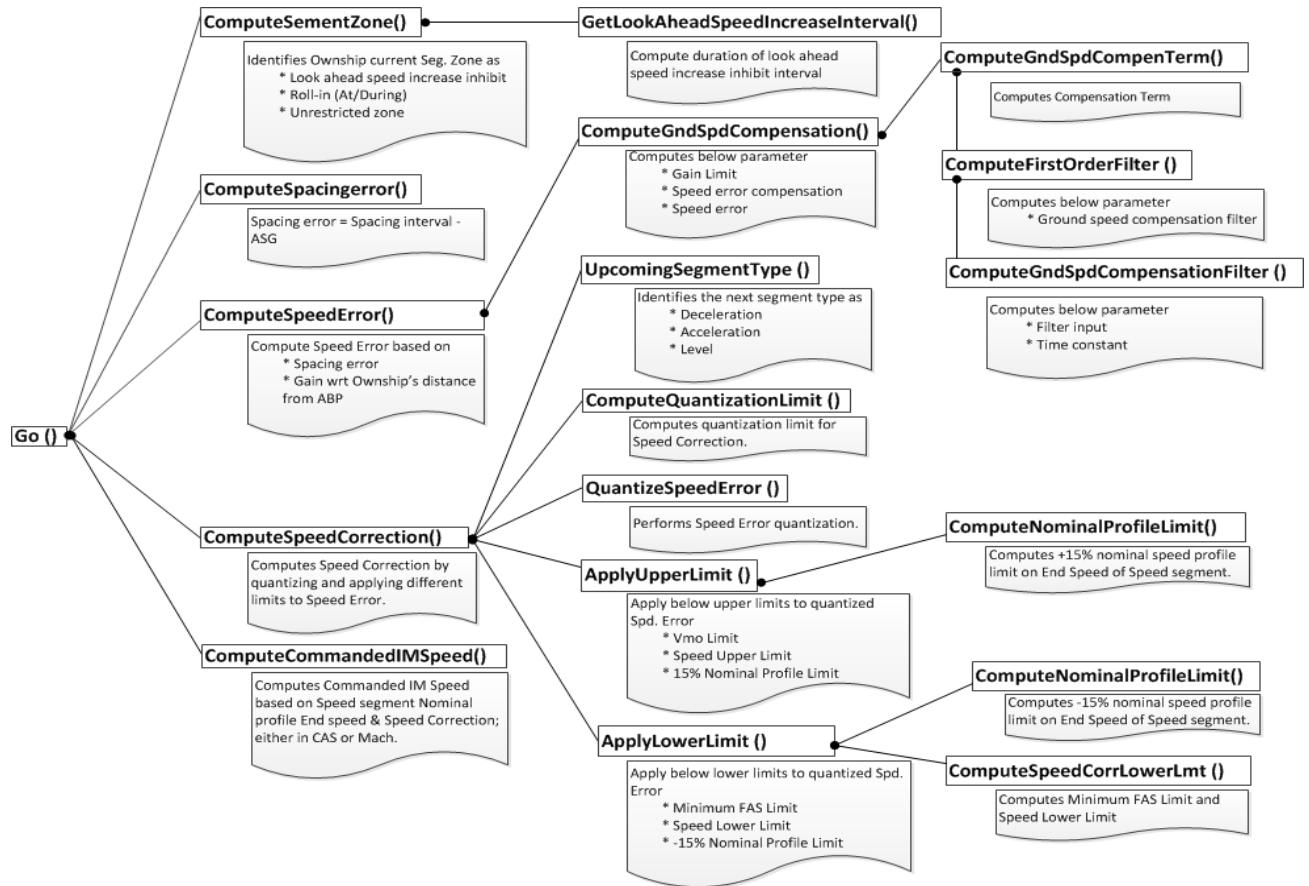 ComputeSementZone()
Identifies Ownship current Seg. Zone as
* Look ahead speed increase inhibit
* Roll-in (At/During)
* Unrestricted zone
GetLookAheadSpeedIncreaseInterval()
Compute duration of look ahead
speed increase inhibit interval
ComputeGndSpdCompenTerm()
Computes Compensation Term
ComputeGndSpdCompensation()
Computes below parameter
* Gain Limit
* Speed error compensation
* Speed error
ComputeFirstOrderFilter ()
Computes below parameter
* Ground speed compensation filter
ComputeSpacingerror()
Spacing error = Spacing interval -
ASG
ComputeGndSpdCompensationFilter ()
Computes below parameter
* Filter input
* Time constant
UpcomingSegmentType ()
Identifies the next segment type as
* Deceleration
* Acceleration
* Level
ComputeSpeedError()
Compute Speed Error based on
* Spacing error
* Gain wrt Ownship's distance
from ABP
ComputeQuantizationLimit ()
Computes quantization limit for
Speed Correction.
Go ()
QuantizeSpeedError ()
Performs Speed Error quantization.
ComputeSpeedCorrection()
Computes Speed Correction by
quantizing and applying different
limits to Speed Error.
ApplyUpperLimit ()
Apply below upper limits to quantized
Spd. Error
* Vmo Limit
* Speed Upper Limit
* 15% Nominal Profile Limit
ComputeNominalProfileLimit()
Computes +15% nominal speed profile
limit on End Speed of Speed segment.
ComputeCommandedIMSpeed()
Computes Commanded IM Speed
based on Speed segment Nominal
profile End speed & Speed Correction;
either in CAS or Mach.
ApplyLowerLimit ()
Apply below lower limits to quantized Spd.
Error
* Minimum FAS Limit
* Speed Lower Limit
* -15% Nominal Profile Limit
ComputeNominalProfileLimit()
Computes -15% nominal speed profile
limit on End Speed of Speed segment.
ComputeSpeedCorrLowerLmt ()
Computes Minimum FAS Limit and
Speed Lower Limit